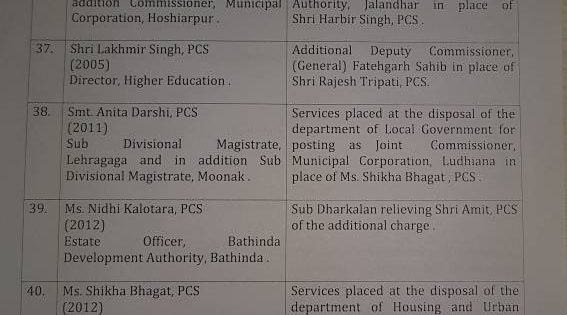 addition Commissioner, Municipal
Corporation, Hoshiarpur .
Authority, Jalandhar in place of
Shri Harbir Singh, PCS .
37.
Shri Lakhmir Singh, PCS
(2005)
Director, Higher Education .
Additional Deputy Commissioner,
(General) Fatehgarh Sahib in place of
Shri Rajesh Tripati, PCS.
38.
Smt. Anita Darshi, PCS
(2011)
Sub Divisional Magistrate,
Lehragaga and in addition Sub
Divisional Magistrate, Moonak .
Services placed at the disposal of the
department of Local Government for
posting as Joint Commissioner,
Municipal Corporation, Ludhiana in
place of Ms. Shikha Bhagat , PCS .
39.
Ms. Nidhi Kalotara, PCS
(2012)
Estate Officer, Bathinda
Development Authority, Bathinda .
Sub Dharkalan relieving Shri Amit, PCS
of the additional charge .
40.
Ms. Shikha Bhagat, PCS
(2012)
Services placed at the disposal of the
department of Housing and Urban